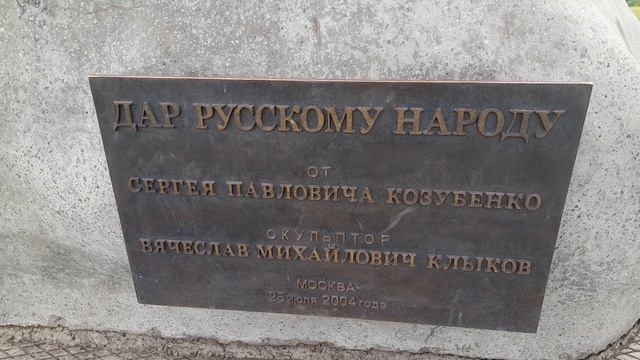 ДАР РУССКОМУ НАРОДУ
ОТ
СЕРГЕЯ ПАВЛОВИЧА КОЗУБЕНКО
СКУЛЬПТОР
ВЯЧЕСЛАВ МИХАЙЛОВИЧ КЛЫКОВ
МОСКВА
25 июля 2004 года